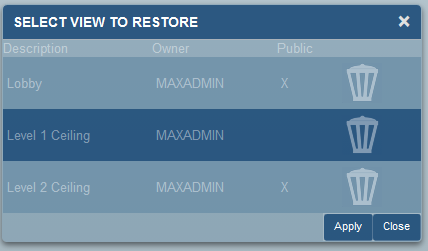 SELECT VIEW TO RESTORE ×
Description Owner Public
Lobby MAXADMIN X
Level 1 Ceiling MAXADMIN
Level 2 Ceiling MAXADMIN X
Apply Close